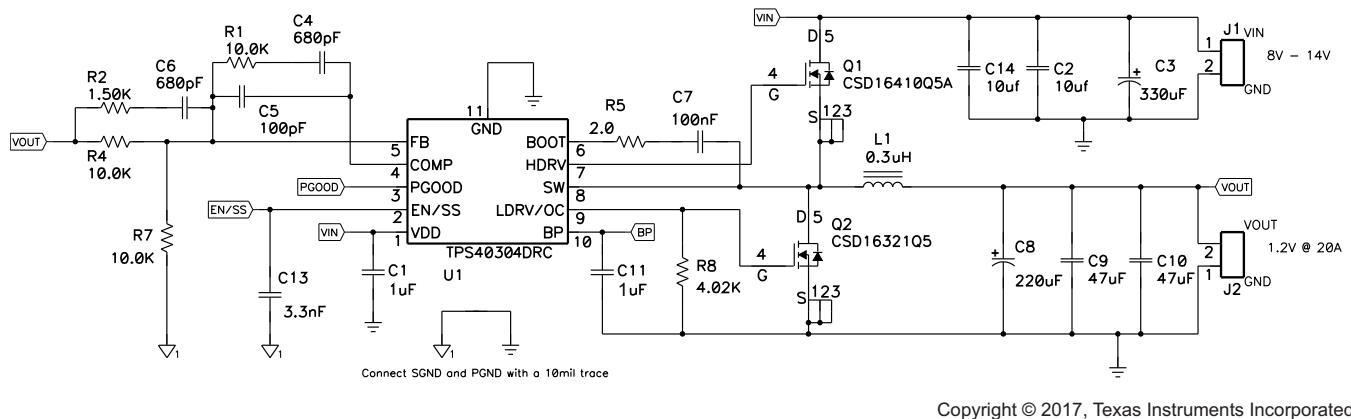 C4
680pF
R1
10.0K
C6
680pF
R2
1.50K
C5
100pF
VOUT
R4
10.0K
R7
10.0K
PGOOD
EN/SS
VIN
C13
3.3nF
C1
1uF
11
GND
FB
5
COMP
4
PGOOD
3
EN/SS
2
VDD
1
BOOT
6
HDRV
7
SW
8
LDRV/OC
9
BP
10
TPS40304DRC
U1
R5
2.0
C7
100nF
BP
C11
1uF
R8
4.02K
VIN
D 5
4
G
Q1
CSD16410Q5A
S 123
L1
0.3uH
D 5
4
G
Q2
CSD16321Q5
S 123
C14
10uf
C2
10uf
C3
330uF
J1
VIN
1
2
GND
8V – 14V
VOUT
C8
220uF
C9
47uF
C10
47uF
VOUT
2
1
GND
J2
1.2V @ 20A
1
1
1
Connect SGND and PGND with a 10mil trace
Copyright © 2017, Texas Instruments Incorporated